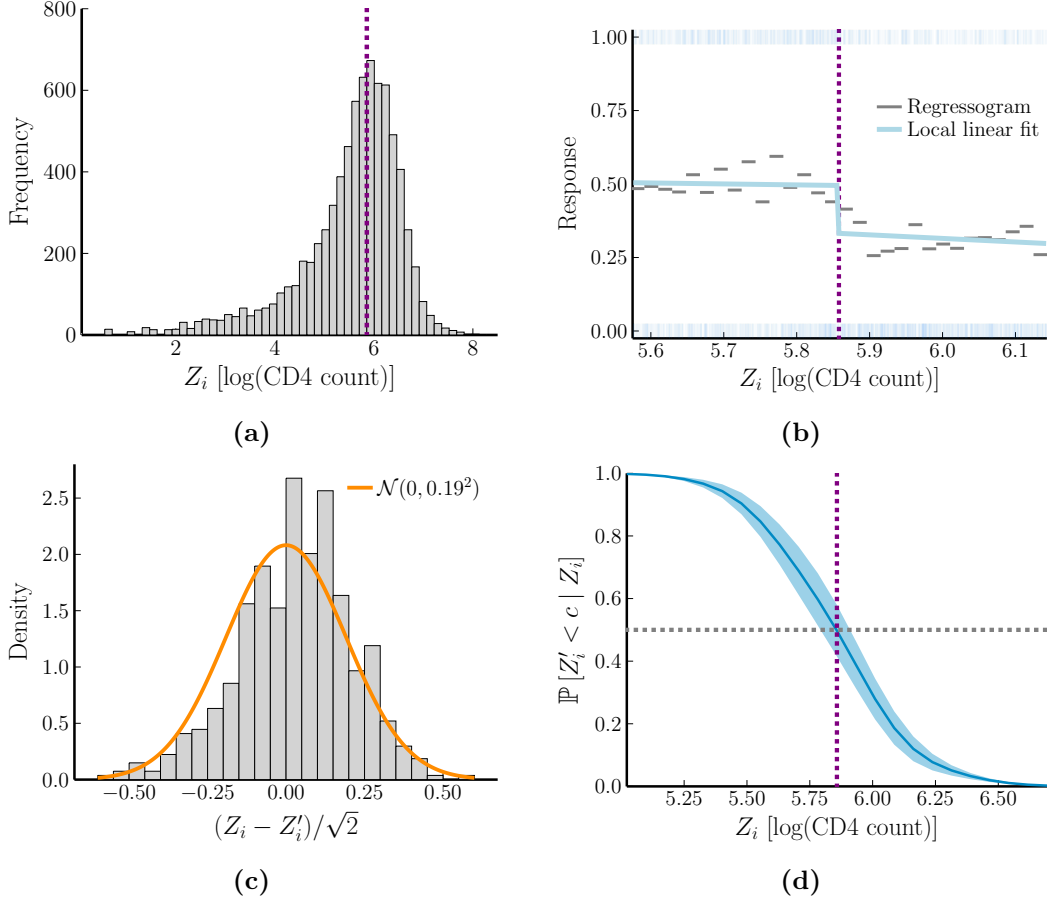 800
600
400
200
0
Frequency
2
4
6
8
Z_i [log(CD4 count)]
(a)
1.00
0.75
0.50
0.25
0.00
Response
Regressogram
Local linear fit
5.6
5.7
5.8
5.9
6.0
6.1
Z_i [log(CD4 count)]
(b)
2.5
2.0
1.5
1.0
0.5
0.0
Density
𝒩(0, 0.19²)
−0.50
−0.25
0.00
0.25
0.50
(Z_i − Z′_i)/√2
(c)
1.0
0.8
0.6
0.4
0.2
0.0
ℙ [Z′_i < c | Z_i]
5.25
5.50
5.75
6.00
6.25
6.50
Z_i [log(CD4 count)]
(d)